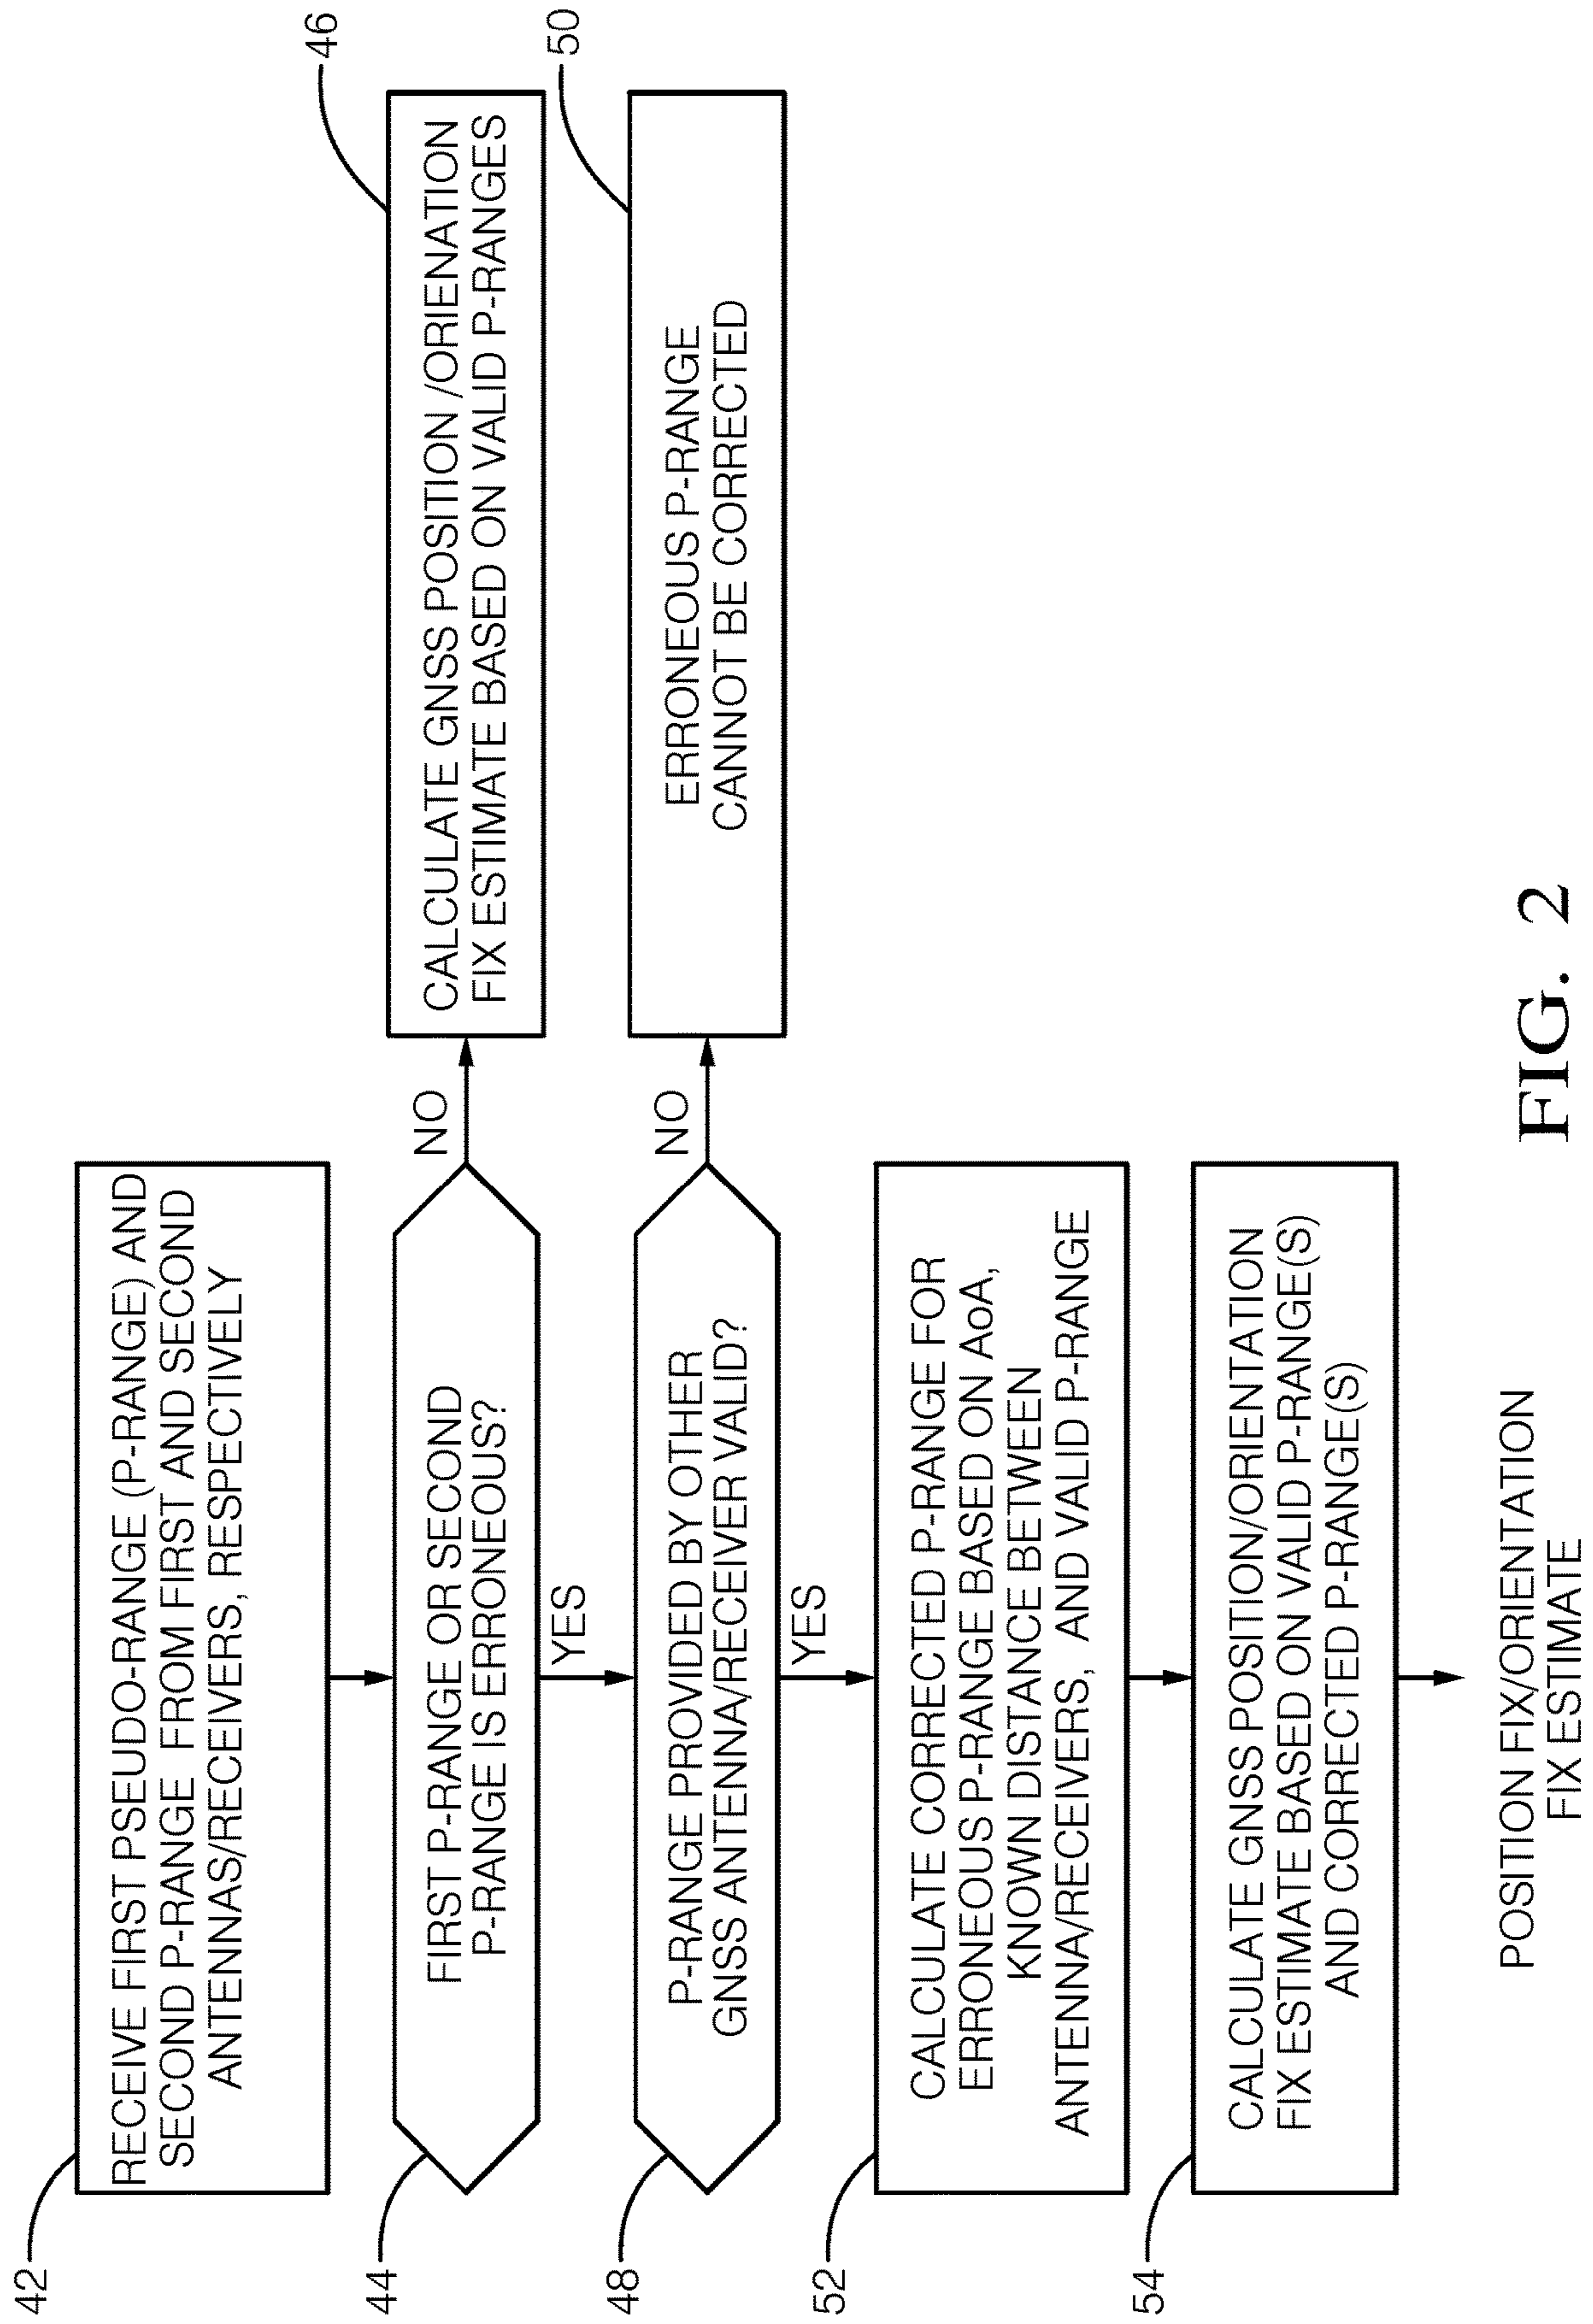 42
RECEIVE FIRST PSEUDO-RANGE (P-RANGE) AND
SECOND P-RANGE FROM FIRST AND SECOND
ANTENNAS/RECEIVERS, RESPECTIVELY
44
FIRST P-RANGE OR SECOND
P-RANGE IS ERRONEOUS?
NO
46
CALCULATE GNSS POSITION /ORIENATION
FIX ESTIMATE BASED ON VALID P-RANGES
YES
48
P-RANGE PROVIDED BY OTHER
GNSS ANTENNA/RECEIVER VALID?
NO
50
ERRONEOUS P-RANGE
CANNOT BE CORRECTED
YES
52
CALCULATE CORRECTED P-RANGE FOR
ERRONEOUS P-RANGE BASED ON AoA,
KNOWN DISTANCE BETWEEN
ANTENNA/RECEIVERS, AND VALID P-RANGE
54
CALCULATE GNSS POSITION/ORIENTATION
FIX ESTIMATE BASED ON VALID P-RANGE(S)
AND CORRECTED P-RANGE(S)
POSITION FIX/ORIENTATION
FIX ESTIMATE
FIG. 2